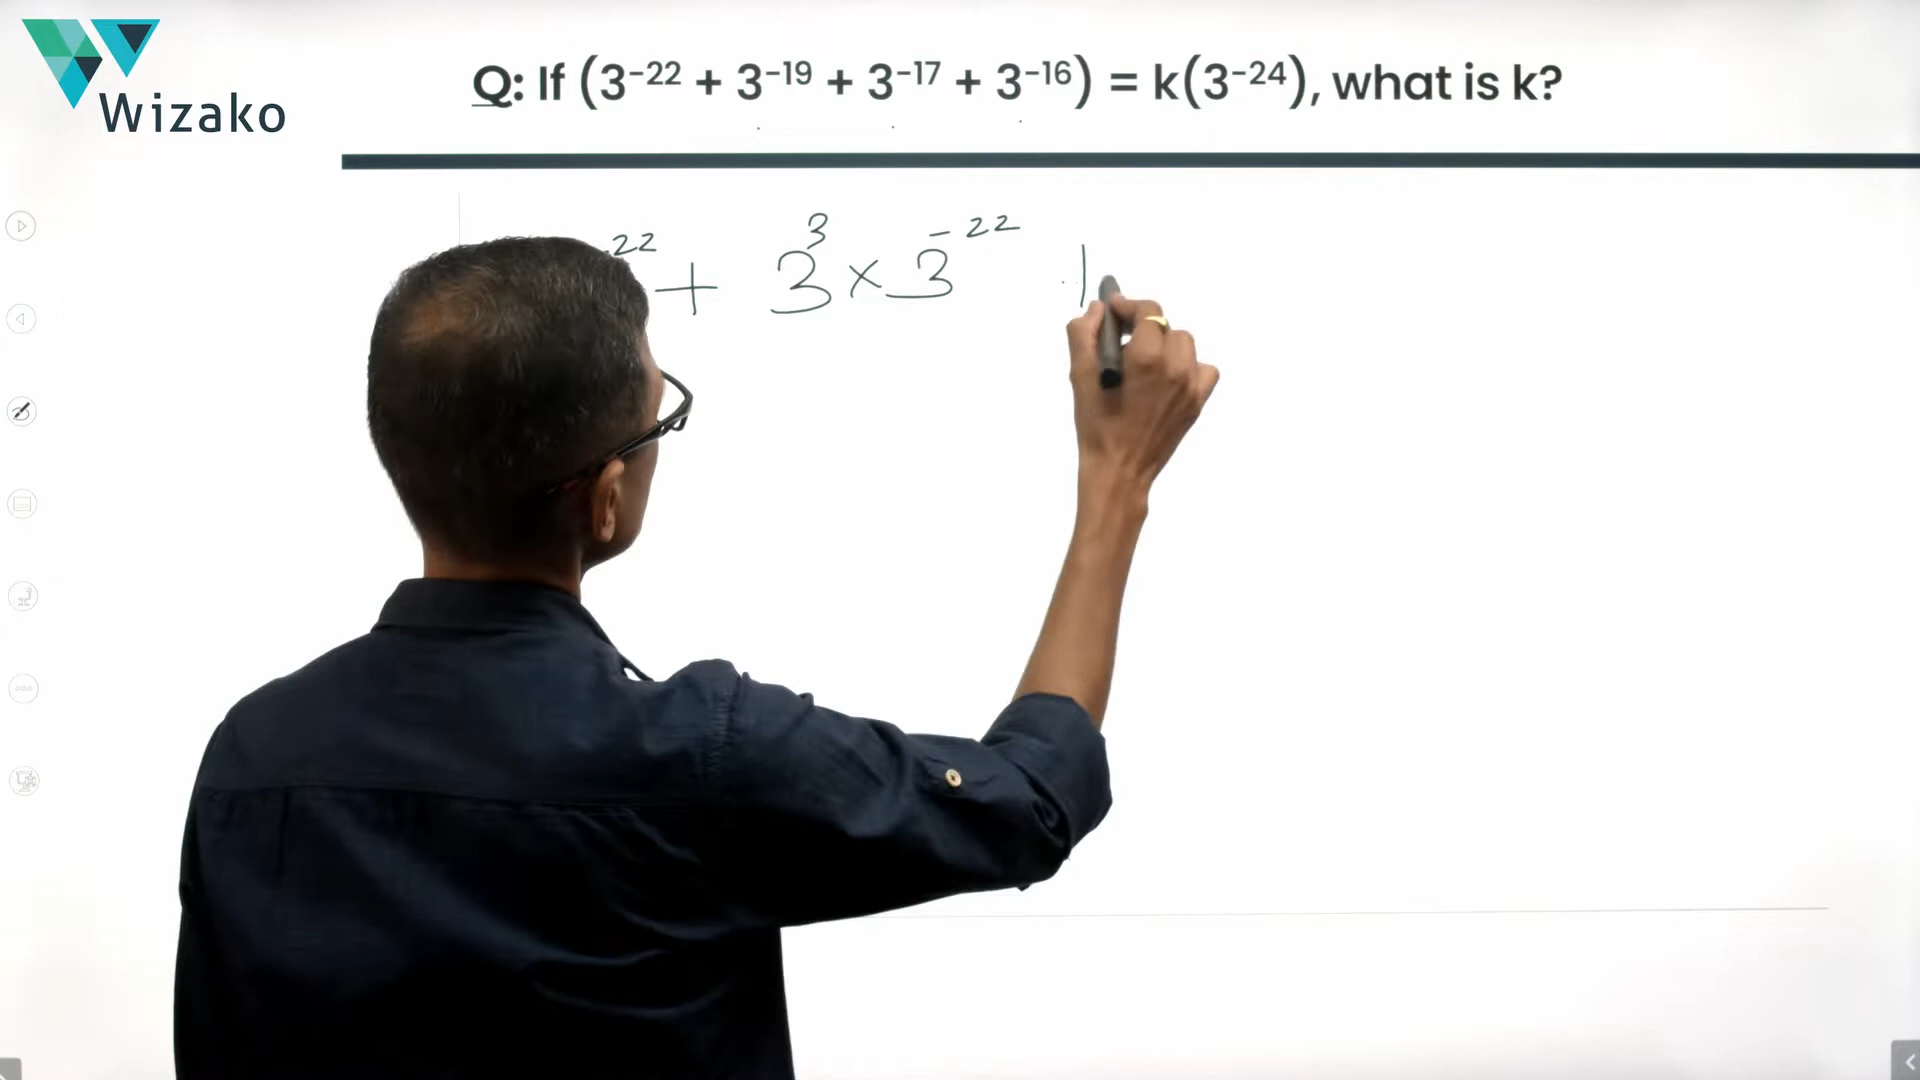 Wizako
Q: If (3⁻²² + 3⁻¹⁹ + 3⁻¹⁷ + 3⁻¹⁶) = k(3⁻²⁴), what is k?
-22 + 3³ × 3⁻²²